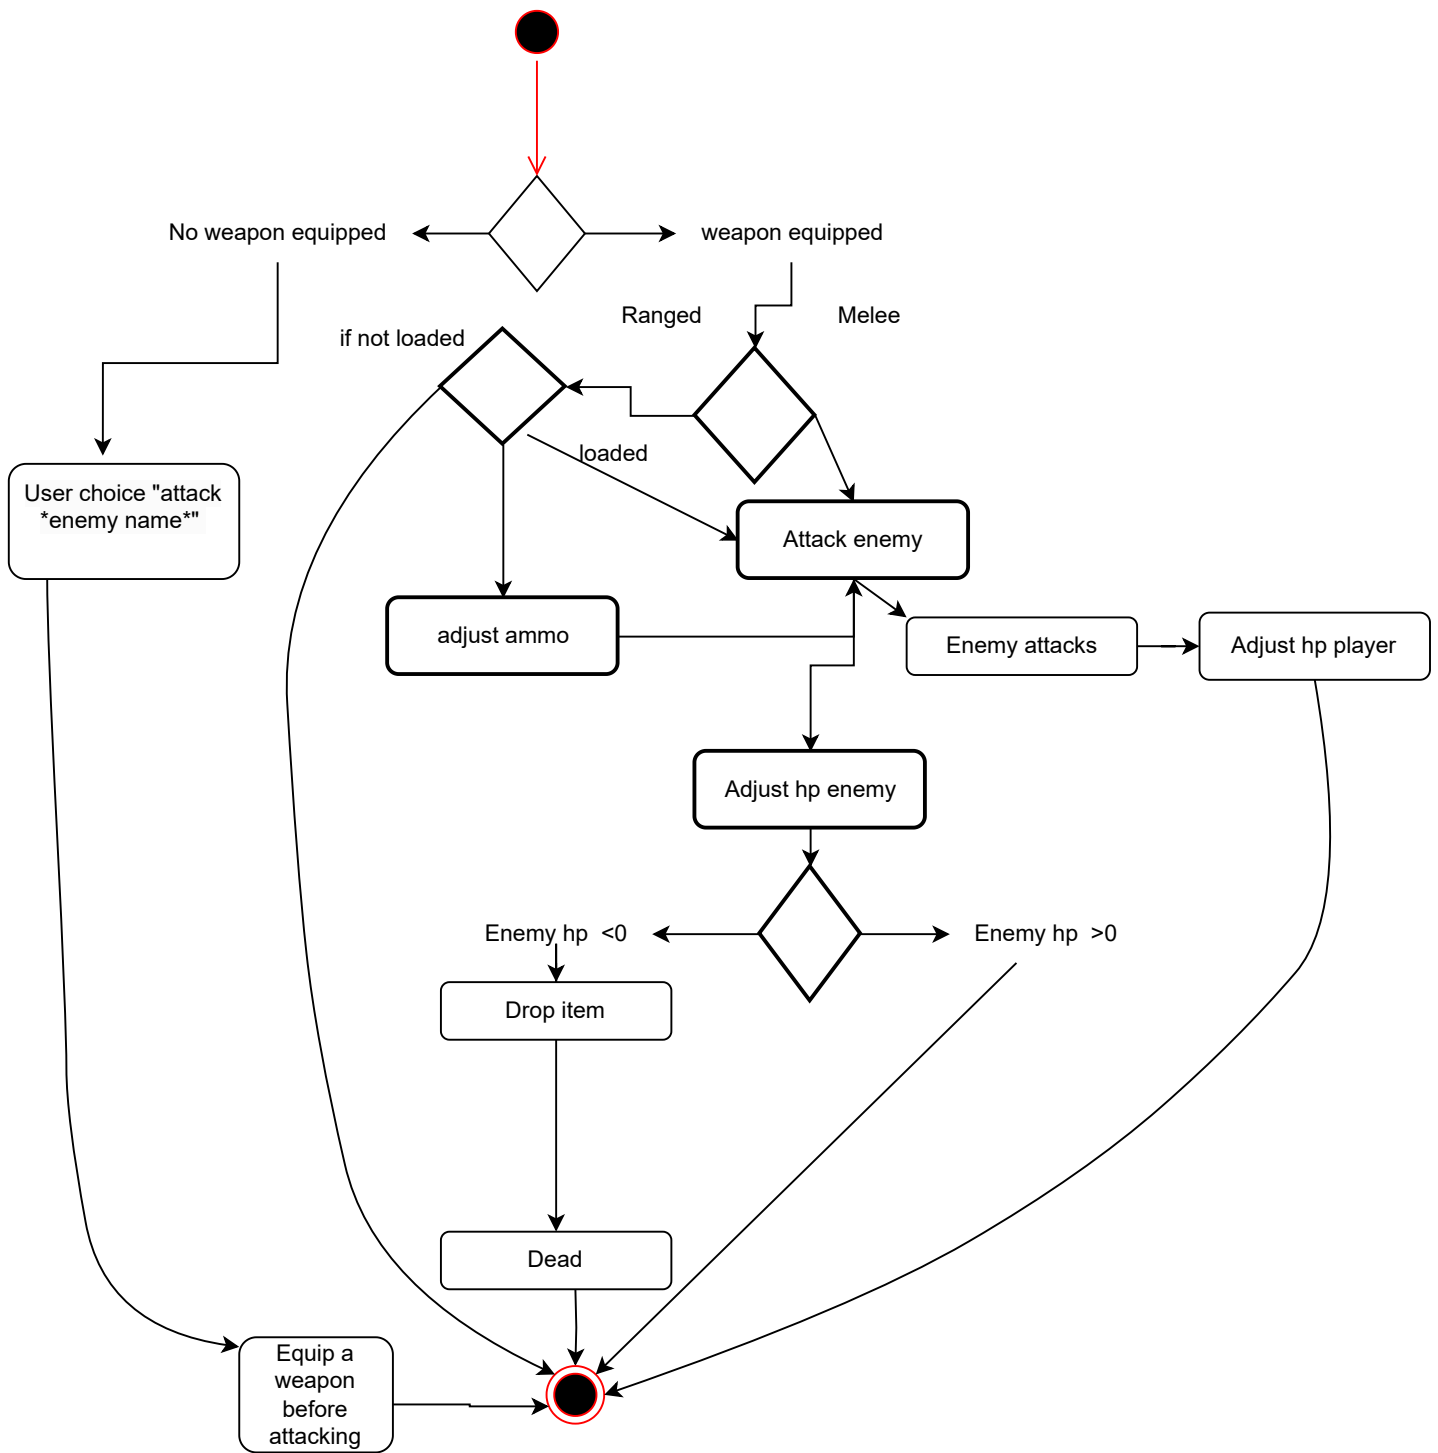 No weapon equipped
weapon equipped
Ranged
Melee
if not loaded
loaded
User choice "attack
*enemy name*"
Attack enemy
adjust ammo
Enemy attacks
Adjust hp player
Adjust hp enemy
Enemy hp  <0
Enemy hp  >0
Drop item
Dead
Equip a
weapon
before
attacking